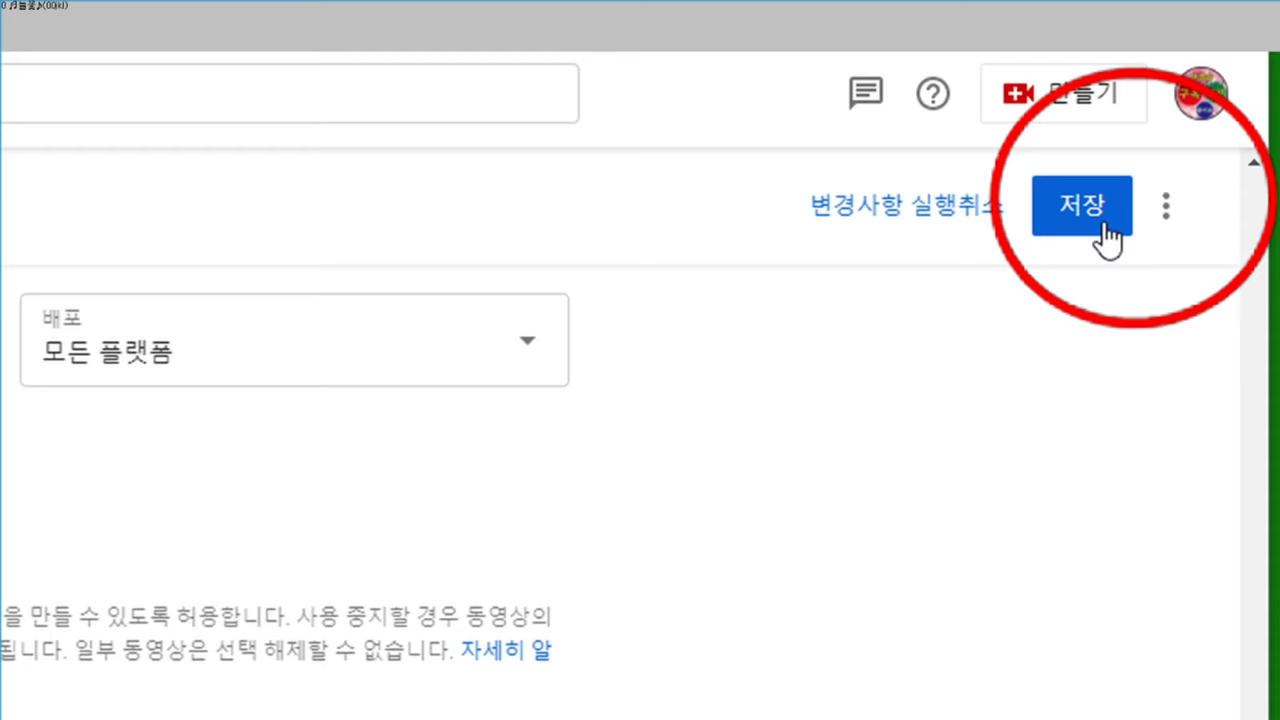 만들기
변경사항 실행취소
저장
배포
모든 플랫폼
을 만들 수 있도록 허용합니다. 사용 중지할 경우 동영상의
됩니다. 일부 동영상은 선택 해제할 수 없습니다. 자세히 알